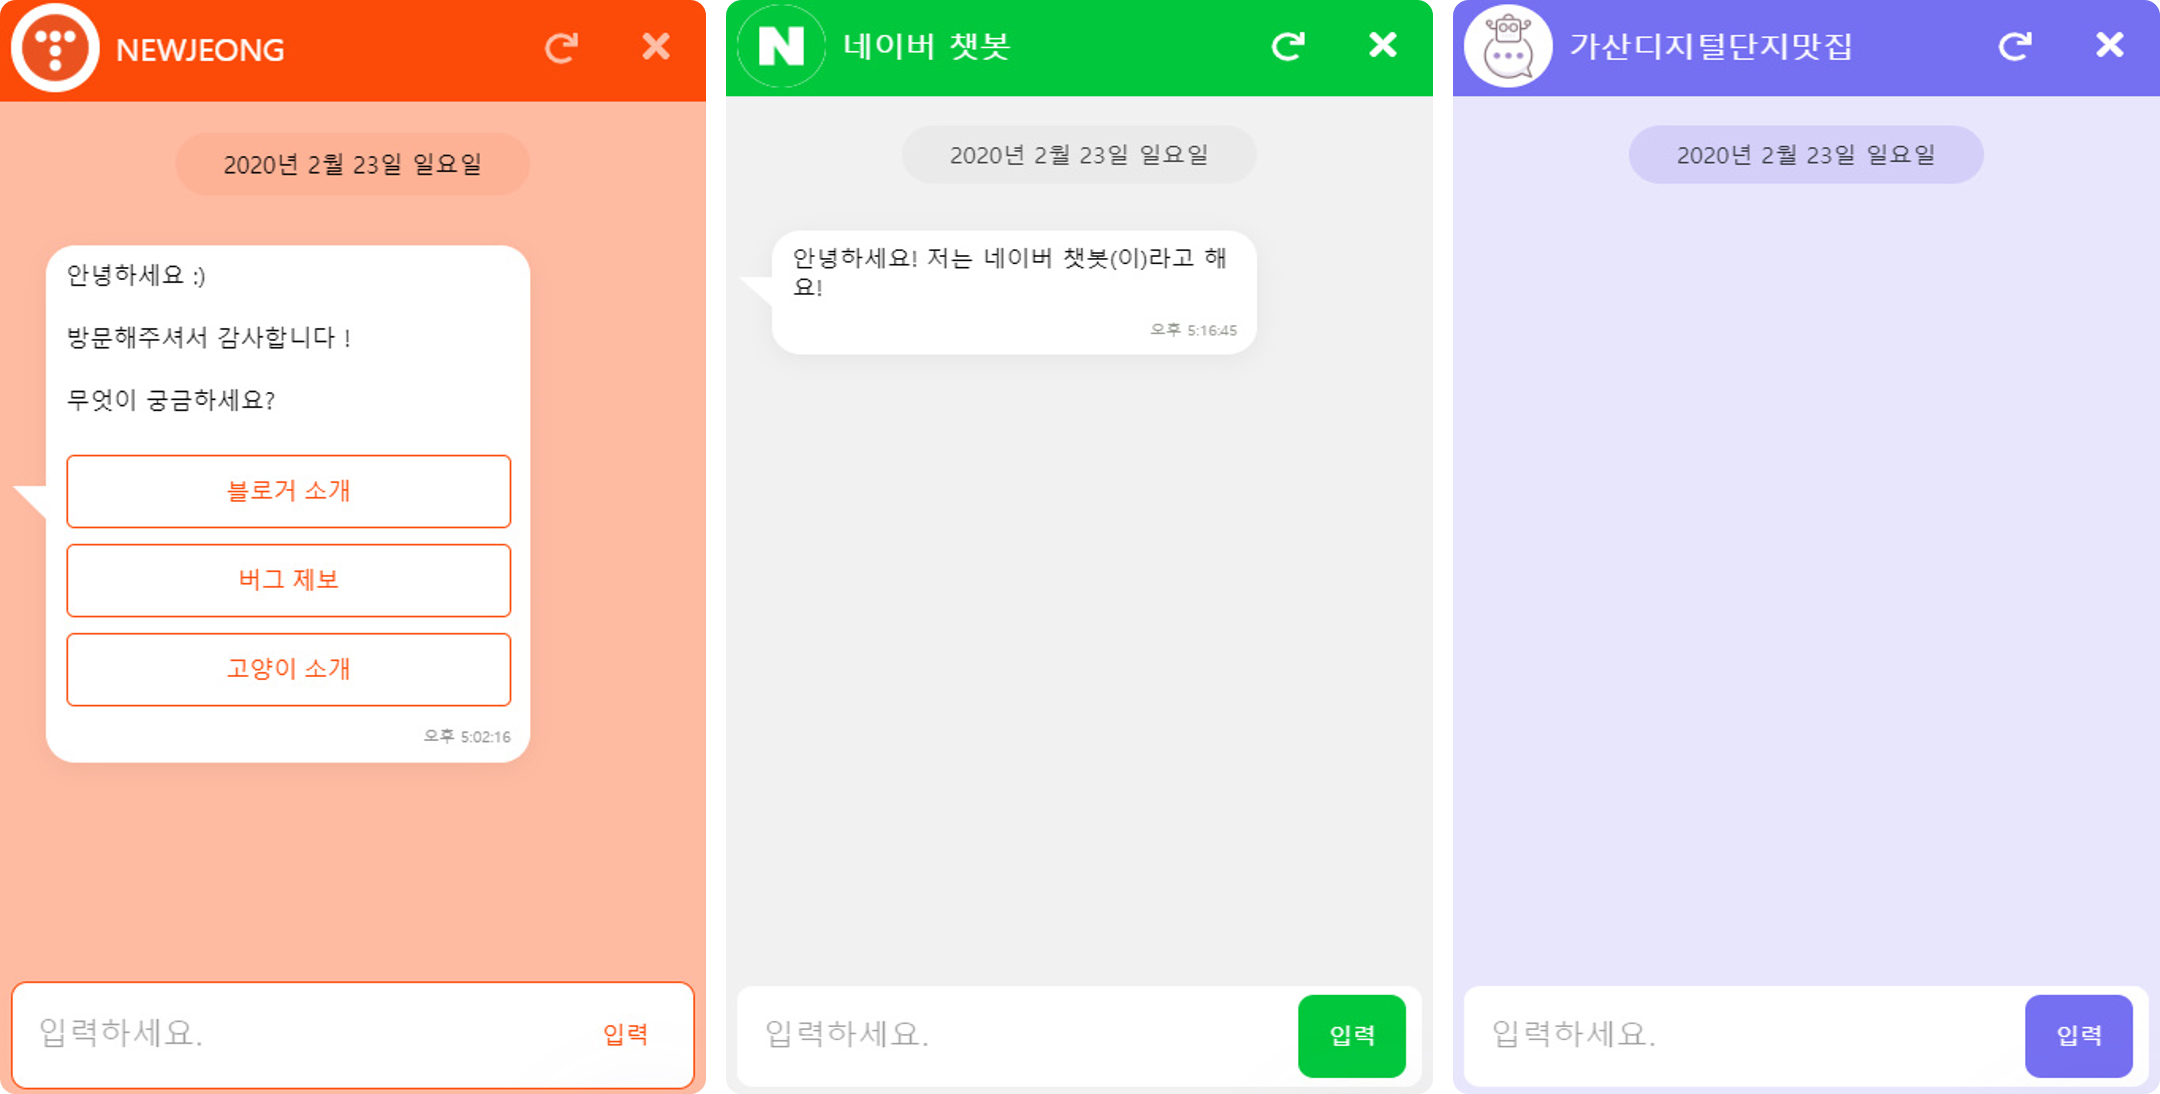 NEWJEONG
2020년 2월 23일 일요일
안녕하세요 :)
방문해주셔서 감사합니다 !
무엇이 궁금하세요?
블로거 소개
버그 제보
고양이 소개
오후 5:02:16
입력하세요.
입력
N
네이버 챗봇
2020년 2월 23일 일요일
안녕하세요! 저는 네이버 챗봇(이)라고 해
요!
오후 5:16:45
입력하세요.
입력
가산디지털단지맛집
2020년 2월 23일 일요일
입력하세요.
입력